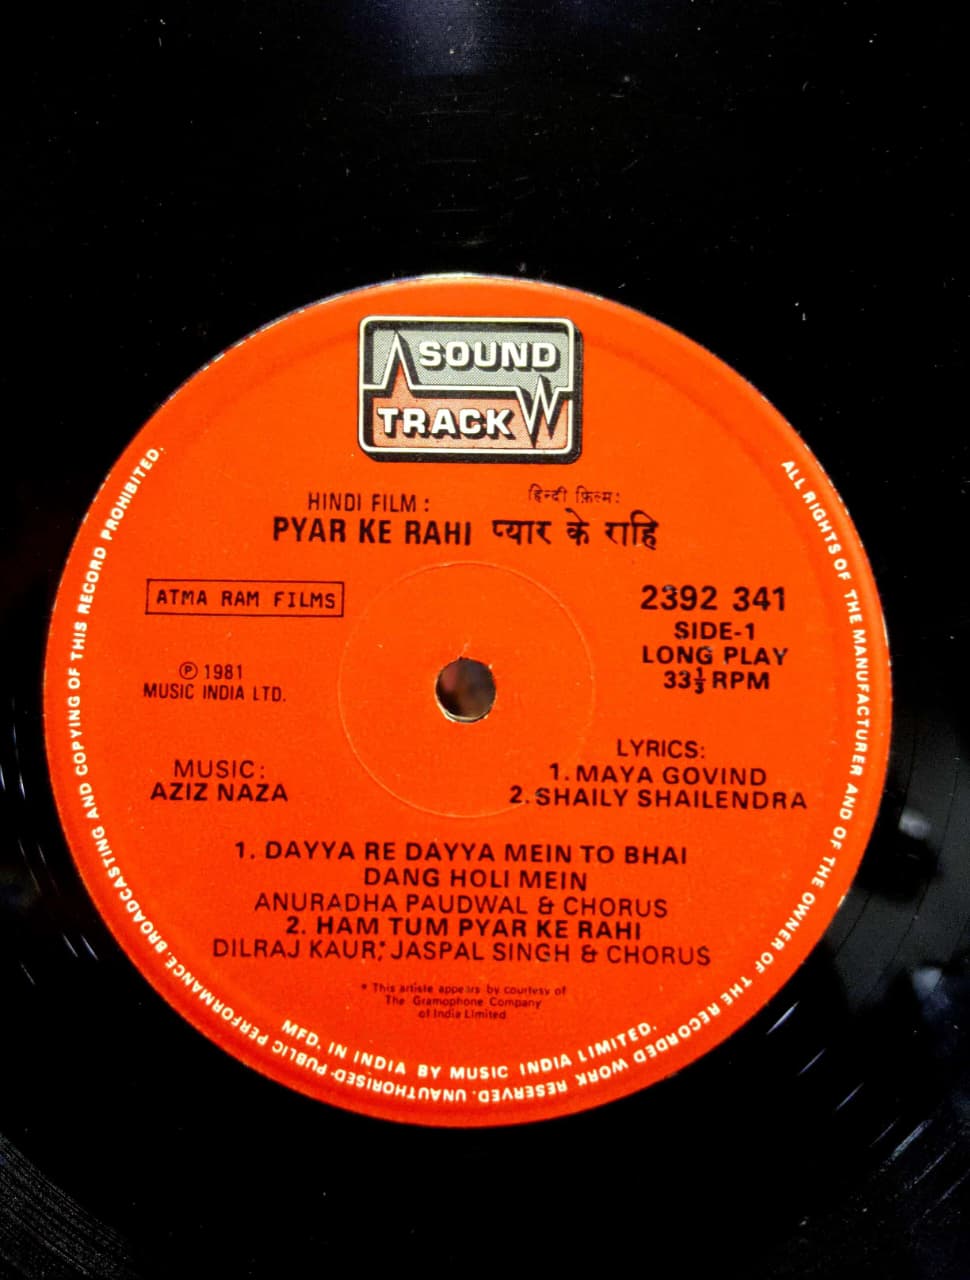 SOUND
TRACK
HINDI FILM :
हिन्दी फ़िल्म :
PYAR KE RAHI प्यार के राहि
ATMA RAM FILMS
2392 341
SIDE-1
LONG PLAY
33⅓ RPM
℗ 1981
MUSIC INDIA LTD.
MUSIC :
AZIZ NAZA
LYRICS:
1. MAYA GOVIND
2. SHAILY SHAILENDRA
1. DAYYA RE DAYYA MEIN TO BHAI
DANG HOLI MEIN
ANURADHA PAUDWAL & CHORUS
2. HAM TUM PYAR KE RAHI
DILRAJ KAUR,* JASPAL SINGH & CHORUS
* This artiste appears by courtesy of
The Gramophone Company
of India Limited
MFD. IN INDIA BY MUSIC INDIA LIMITED.
ALL RIGHTS OF THE MANUFACTURER AND OF THE OWNER OF THE RECORDED WORK RESERVED. UNAUTHORISED PUBLIC PERFORMANCE, BROADCASTING AND COPYING OF THIS RECORD PROHIBITED.